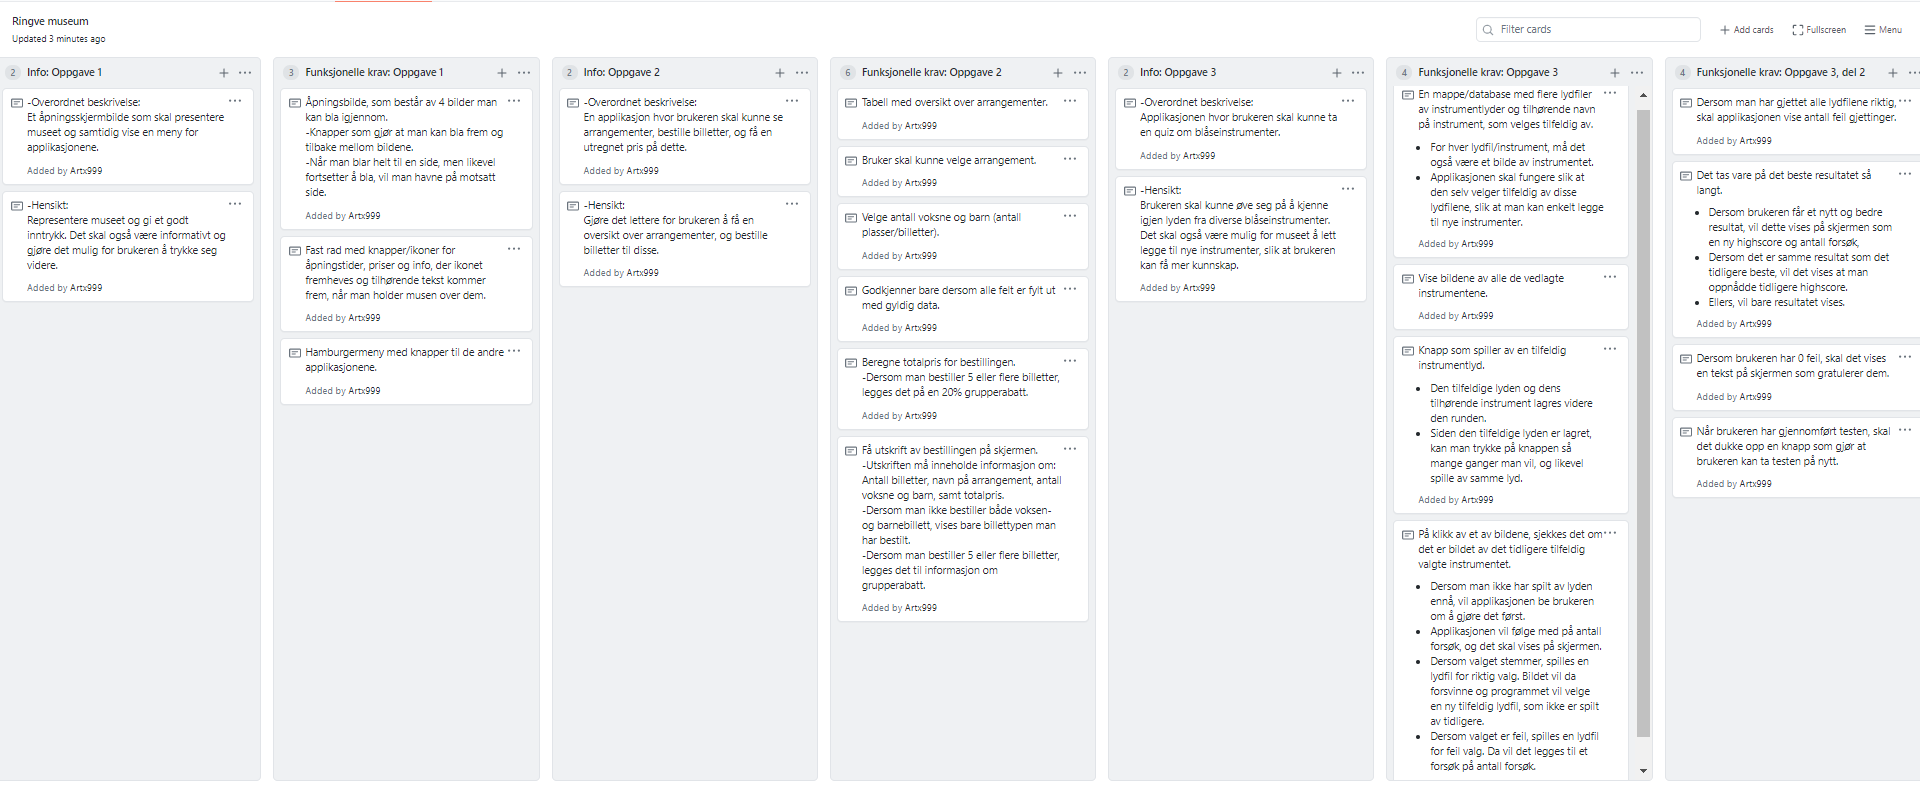 Ringve museum
Updated 3 minutes ago
Filter cards
Add cards
Fullscreen
Menu
2 Info: Oppgave 1
-Overordnet beskrivelse:
Et åpningsskjermbilde som skal presentere
museet og samtidig vise en meny for
applikasjonene.
Added by Artx999
-Hensikt:
Representere museet og gi et godt
inntrykk. Det skal også være informativt og
gjøre det mulig for brukeren å trykke seg
videre.
Added by Artx999
3 Funksjonelle krav: Oppgave 1
Åpningsbilde, som består av 4 bilder man
kan bla igjennom.
-Knapper som gjør at man kan bla frem og
tilbake mellom bildene.
-Når man blar helt til en side, men likevel
fortsetter å bla, vil man havne på motsatt
side.
Added by Artx999
Fast rad med knapper/ikoner for
åpningstider, priser og info, der ikonet
fremheves og tilhørende tekst kommer
frem, når man holder musen over dem.
Added by Artx999
Hamburgermeny med knapper til de andre
applikasjonene.
Added by Artx999
2 Info: Oppgave 2
-Overordnet beskrivelse:
En applikasjon hvor brukeren skal kunne se
arrangementer, bestille billetter, og få en
utregnet pris på dette.
Added by Artx999
-Hensikt:
Gjøre det lettere for brukeren å få en
oversikt over arrangementer, og bestille
billetter til disse.
Added by Artx999
6 Funksjonelle krav: Oppgave 2
Tabell med oversikt over arrangementer.
Added by Artx999
Bruker skal kunne velge arrangement.
Added by Artx999
Velge antall voksne og barn (antall
plasser/billetter).
Added by Artx999
Godkjenner bare dersom alle felt er fylt ut
med gyldig data.
Added by Artx999
Beregne totalpris for bestillingen.
-Dersom man bestiller 5 eller flere billetter,
legges det på en 20% grupperabatt.
Added by Artx999
Få utskrift av bestillingen på skjermen.
-Utskriften må inneholde informasjon om:
Antall billetter, navn på arrangement, antall
voksne og barn, samt totalpris.
-Dersom man ikke bestiller både voksen-
og barnebillett, vises bare billettypen man
har bestilt.
-Dersom man bestiller 5 eller flere billetter,
legges det til informasjon om
grupperabatt.
Added by Artx999
2 Info: Oppgave 3
-Overordnet beskrivelse:
Applikasjonen hvor brukeren skal kunne ta
en quiz om blåseinstrumenter.
Added by Artx999
-Hensikt:
Brukeren skal kunne øve seg på å kjenne
igjen lyden fra diverse blåseinstrumenter.
Det skal også være mulig for museet å lett
legge til nye instrumenter, slik at brukeren
kan få mer kunnskap.
Added by Artx999
4 Funksjonelle krav: Oppgave 3
En mappe/database med flere lydfiler
av instrumentlyder og tilhørende navn
på instrument, som velges tilfeldig av.
• For hver lydfil/instrument, må det
også være et bilde av instrumentet.
• Applikasjonen skal fungere slik at
den selv velger tilfeldig av disse
lydfilene, slik at man kan enkelt legge
til nye instrumenter.
Added by Artx999
Vise bildene av alle de vedlagte
instrumentene.
Added by Artx999
Knapp som spiller av en tilfeldig
instrumentlyd.
• Den tilfeldige lyden og dens
tilhørende instrument lagres videre
den runden.
• Siden den tilfeldige lyden er lagret,
kan man trykke på knappen så
mange ganger man vil, og likevel
spille av samme lyd.
Added by Artx999
På klikk av et av bildene, sjekkes det om
det er bildet av det tidligere tilfeldig
valgte instrumentet.
• Dersom man ikke har spilt av lyden
ennå, vil applikasjonen be brukeren
om å gjøre det først.
• Applikasjonen vil følge med på antall
forsøk, og det skal vises på skjermen.
• Dersom valget stemmer, spilles en
lydfil for riktig valg. Bildet vil da
forsvinne og programmet vil velge
en ny tilfeldig lydfil, som ikke er spilt
av tidligere.
• Dersom valget er feil, spilles en lydfil
for feil valg. Da vil det legges til et
forsøk på antall forsøk.
4 Funksjonelle krav: Oppgave 3, del 2
Dersom man har gjettet alle lydfilene riktig,
skal applikasjonen vise antall feil gjettinger.
Added by Artx999
Det tas vare på det beste resultatet så
langt.
• Dersom brukeren får et nytt og bedre
resultat, vil dette vises på skjermen som
en ny highscore og antall forsøk,
• Dersom det er samme resultat som det
tidligere beste, vil det vises at man
oppnådde tidligere highscore.
• Ellers, vil bare resultatet vises.
Added by Artx999
Dersom brukeren har 0 feil, skal det vises
en tekst på skjermen som gratulerer dem.
Added by Artx999
Når brukeren har gjennomført testen, skal
det dukke opp en knapp som gjør at
brukeren kan ta testen på nytt.
Added by Artx999